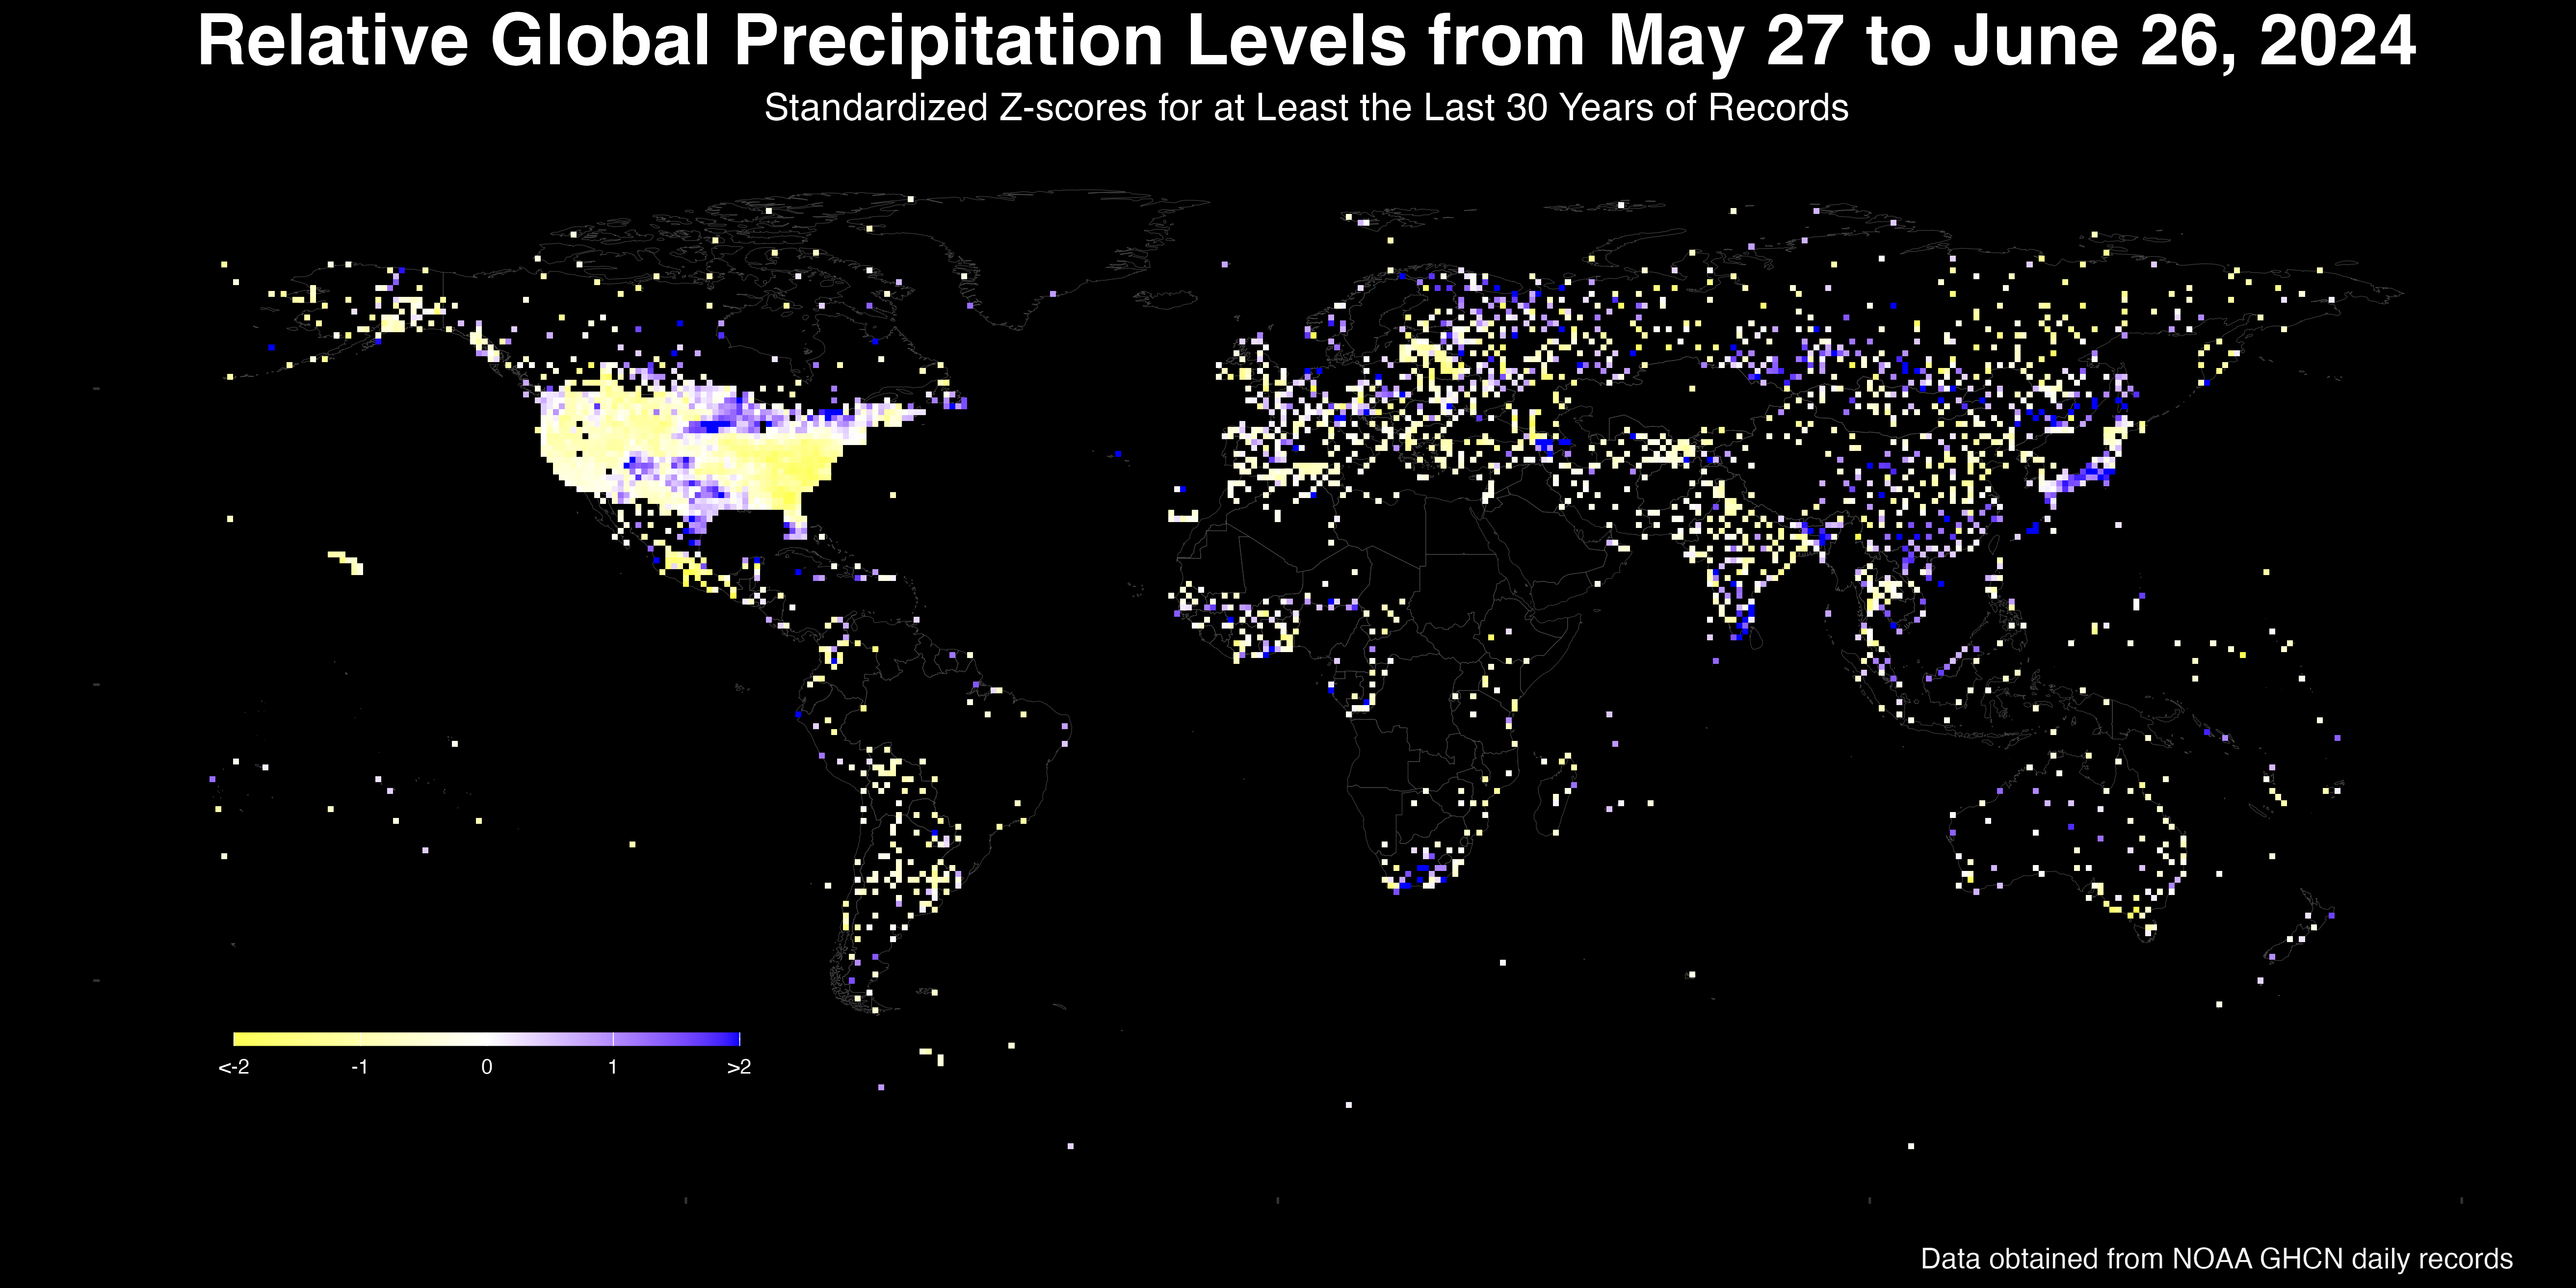 Relative Global Precipitation Levels from May 27 to June 26, 2024
Standardized Z-scores for at Least the Last 30 Years of Records
<-2 -1 0 1 >2
Data obtained from NOAA GHCN daily records